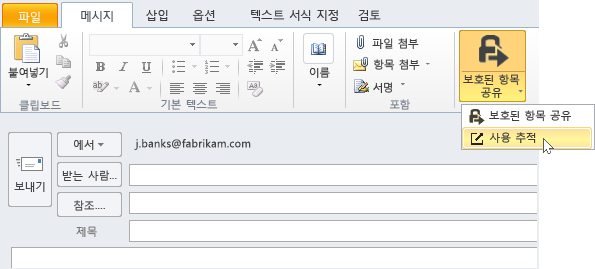 파일 메시지 삽입 옵션 텍스트 서식 지정 검토
붙여넣기
클립보드
가
가
기본 텍스트
이름
파일 첨부
항목 첨부
서명
포함
보호된 항목
공유
보호된 항목 공유
사용 추적
보내기
에서
j.banks@fabrikam.com
받는 사람...
참조....
제목